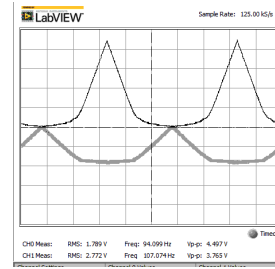 LabVIEW
Sample Rate: 125.00 kS/s
Timed
CH0 Meas: RMS: 1.789 V Freq: 94.099 Hz Vp-p: 4.497 V
CH1 Meas: RMS: 2.772 V Freq: 107.074 Hz Vp-p: 3.765 V